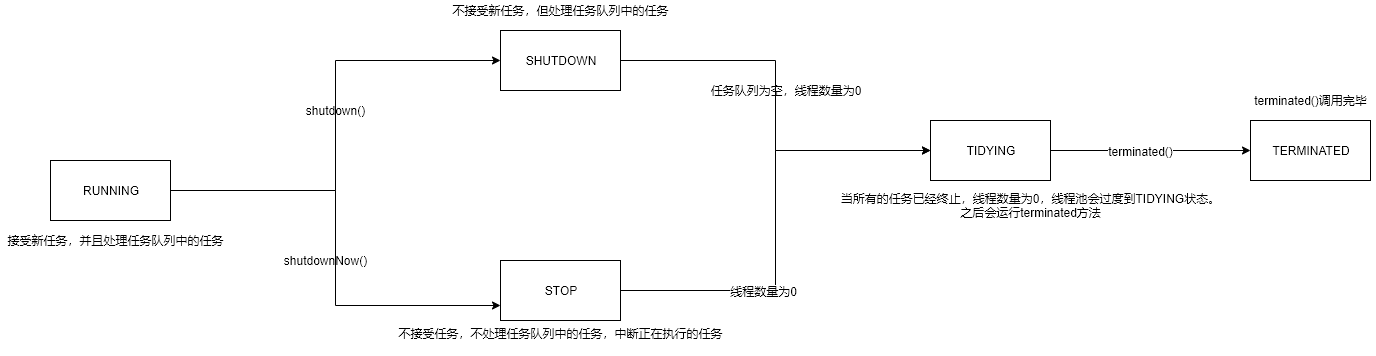 不接受新任务，但处理任务队列中的任务
SHUTDOWN
任务队列为空，线程数量为0
terminated()调用完毕
shutdown()
TIDYING
terminated()
TERMINATED
RUNNING
当所有的任务已经终止，线程数量为0，线程池会过度到TIDYING状态。
之后会运行terminated方法
接受新任务，并且处理任务队列中的任务
shutdownNow()
STOP
线程数量为0
不接受任务，不处理任务队列中的任务，中断正在执行的任务